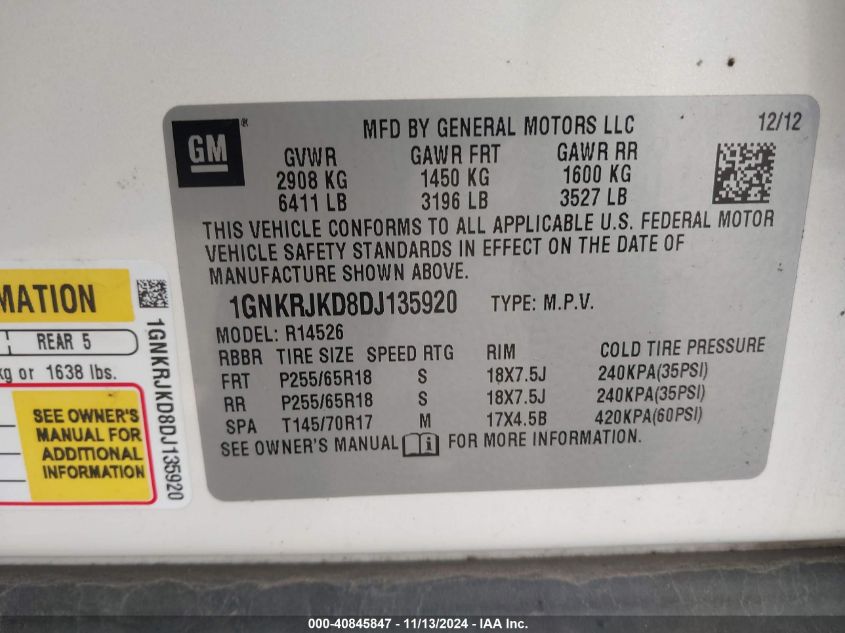 GM
MFD BY GENERAL MOTORS LLC 12/12
GVWR GAWR FRT GAWR RR
2908 KG 1450 KG 1600 KG
6411 LB 3196 LB 3527 LB
THIS VEHICLE CONFORMS TO ALL APPLICABLE U.S. FEDERAL MOTOR
VEHICLE SAFETY STANDARDS IN EFFECT ON THE DATE OF
MANUFACTURE SHOWN ABOVE.
1GNKRJKD8DJ135920 TYPE: M.P.V.
MODEL: R14526
RBBR TIRE SIZE SPEED RTG RIM COLD TIRE PRESSURE
FRT P255/65R18 S 18X7.5J 240KPA(35PSI)
RR P255/65R18 S 18X7.5J 240KPA(35PSI)
SPA T145/70R17 M 17X4.5B 420KPA(60PSI)
SEE OWNER'S MANUAL FOR MORE INFORMATION.
MATION
REAR 5
kg or 1638 lbs.
SEE OWNER'S
MANUAL FOR
ADDITIONAL
INFORMATION
1GNKRJKD8DJ135920
000-40845847 - 11/13/2024 - IAA Inc.